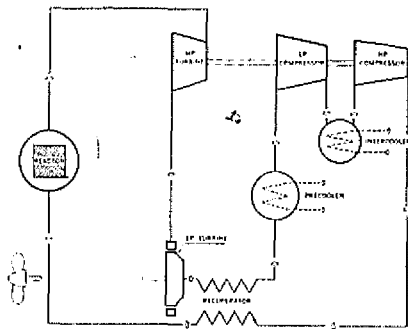 HP
TURBINE
LP
COMPRESSOR
HP
COMPRESSOR
INTERCOOLER
REACTOR
PRECOOLER
LP TURBINE
RECUPERATOR